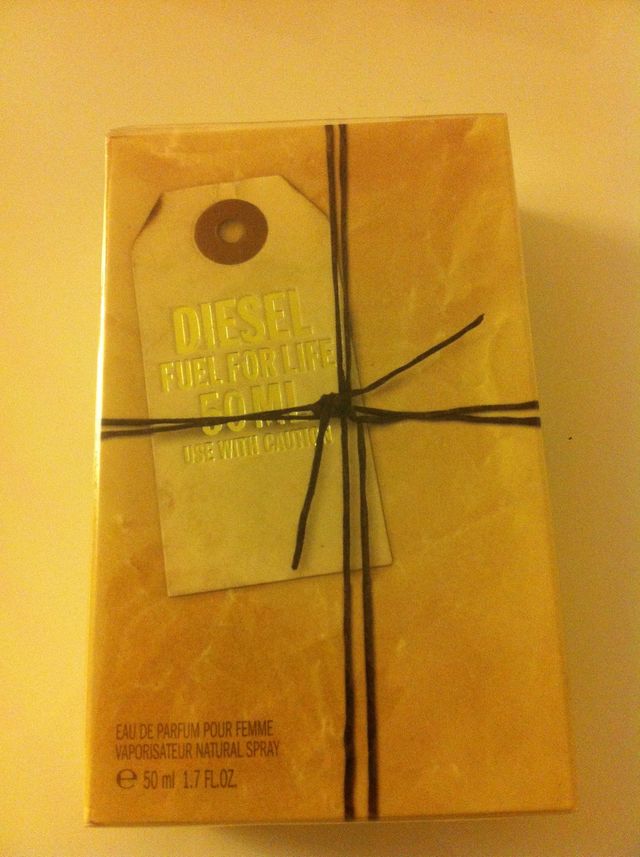 DIESEL
FUEL FOR LIFE
50 ML
USE WITH CAUTION
EAU DE PARFUM POUR FEMME
VAPORISATEUR NATURAL SPRAY
℮ 50 ml 1.7 FL.OZ.